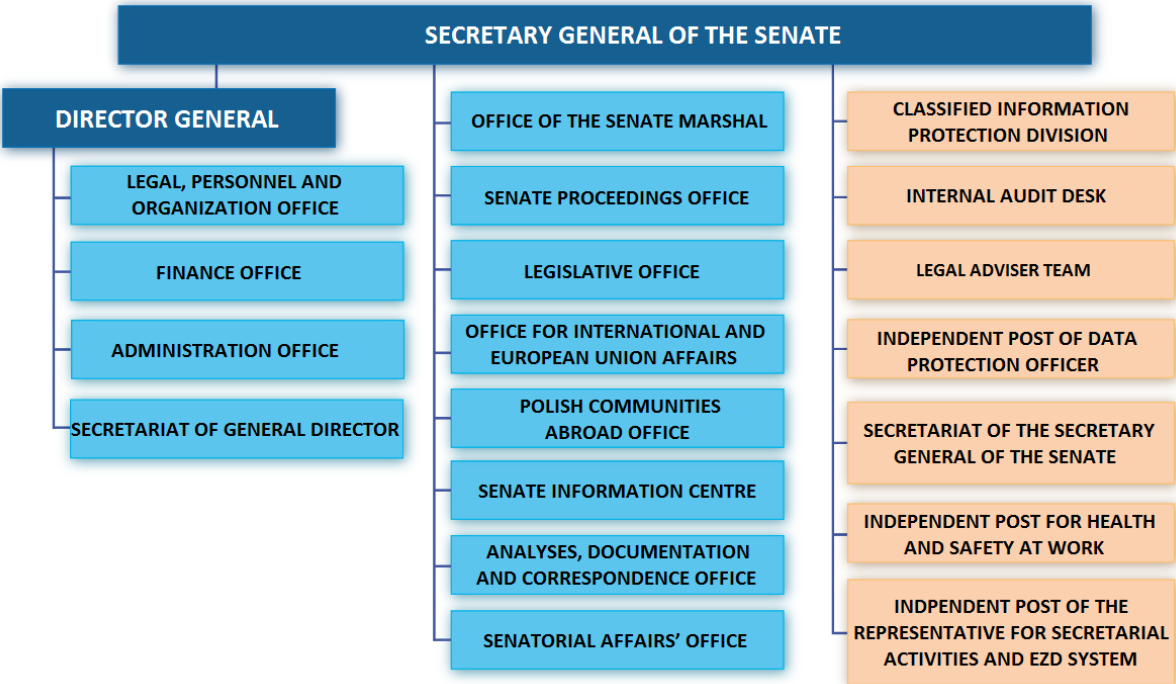 SECRETARY GENERAL OF THE SENATE
DIRECTOR GENERAL
LEGAL, PERSONNEL AND
ORGANIZATION OFFICE
FINANCE OFFICE
ADMINISTRATION OFFICE
SECRETARIAT OF GENERAL DIRECTOR
OFFICE OF THE SENATE MARSHAL
SENATE PROCEEDINGS OFFICE
LEGISLATIVE OFFICE
OFFICE FOR INTERNATIONAL AND
EUROPEAN UNION AFFAIRS
POLISH COMMUNITIES
ABROAD OFFICE
SENATE INFORMATION CENTRE
ANALYSES, DOCUMENTATION
AND CORRESPONDENCE OFFICE
SENATORIAL AFFAIRS’ OFFICE
CLASSIFIED INFORMATION
PROTECTION DIVISION
INTERNAL AUDIT DESK
LEGAL ADVISER TEAM
INDEPENDENT POST OF DATA
PROTECTION OFFICER
SECRETARIAT OF THE SECRETARY
GENERAL OF THE SENATE
INDEPENDENT POST FOR HEALTH
AND SAFETY AT WORK
INDPENDENT POST OF THE
REPRESENTATIVE FOR SECRETARIAL
ACTIVITIES AND EZD SYSTEM